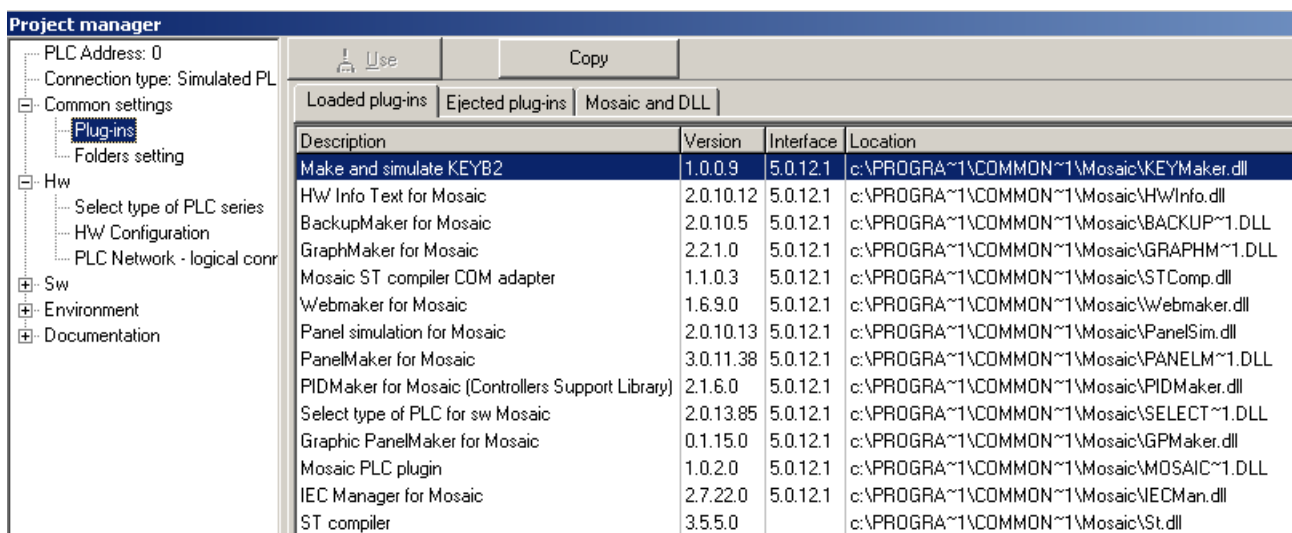 Project manager
PLC Address: 0
Connection type: Simulated PL
Common settings
Plug-ins
Folders setting
Hw
Select type of PLC series
HW Configuration
PLC Network - logical conr
Sw
Environment
Documentation
Use Copy
Loaded plug-ins Ejected plug-ins Mosaic and DLL
Description Version Interface Location
Make and simulate KEYB2 1.0.0.9 5.0.12.1 c:\PROGRA~1\COMMON~1\Mosaic\KEYMaker.dll
HW Info Text for Mosaic 2.0.10.12 5.0.12.1 c:\PROGRA~1\COMMON~1\Mosaic\HWInfo.dll
BackupMaker for Mosaic 2.0.10.5 5.0.12.1 c:\PROGRA~1\COMMON~1\Mosaic\BACKUP~1.DLL
GraphMaker for Mosaic 2.2.1.0 5.0.12.1 c:\PROGRA~1\COMMON~1\Mosaic\GRAPHM~1.DLL
Mosaic ST compiler COM adapter 1.1.0.3 5.0.12.1 c:\PROGRA~1\COMMON~1\Mosaic\STComp.dll
Webmaker for Mosaic 1.6.9.0 5.0.12.1 c:\PROGRA~1\COMMON~1\Mosaic\Webmaker.dll
Panel simulation for Mosaic 2.0.10.13 5.0.12.1 c:\PROGRA~1\COMMON~1\Mosaic\PanelSim.dll
PanelMaker for Mosaic 3.0.11.38 5.0.12.1 c:\PROGRA~1\COMMON~1\Mosaic\PANELM~1.DLL
PIDMaker for Mosaic (Controllers Support Library) 2.1.6.0 5.0.12.1 c:\PROGRA~1\COMMON~1\Mosaic\PIDMaker.dll
Select type of PLC for sw Mosaic 2.0.13.85 5.0.12.1 c:\PROGRA~1\COMMON~1\Mosaic\SELECT~1.DLL
Graphic PanelMaker for Mosaic 0.1.15.0 5.0.12.1 c:\PROGRA~1\COMMON~1\Mosaic\GPMaker.dll
Mosaic PLC plugin 1.0.2.0 5.0.12.1 c:\PROGRA~1\COMMON~1\Mosaic\MOSAIC~1.DLL
IEC Manager for Mosaic 2.7.22.0 5.0.12.1 c:\PROGRA~1\COMMON~1\Mosaic\IECMan.dll
ST compiler 3.5.5.0 c:\PROGRA~1\COMMON~1\Mosaic\St.dll